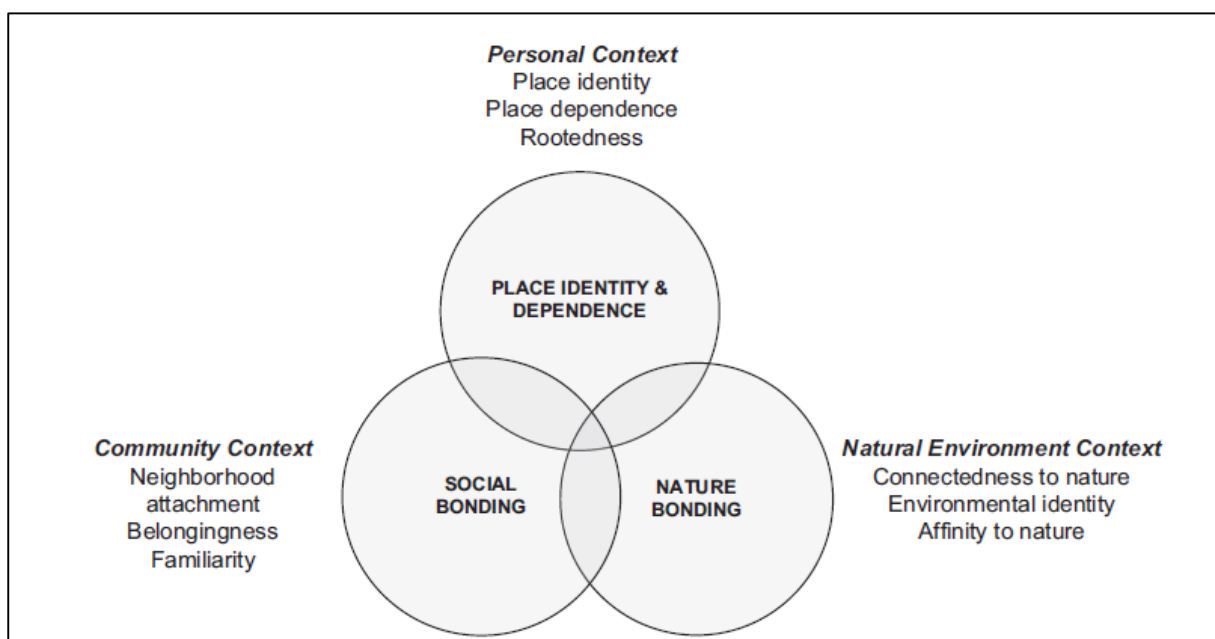 Personal Context
Place identity
Place dependence
Rootedness
PLACE IDENTITY &
DEPENDENCE
Community Context
Neighborhood
attachment
Belongingness
Familiarity
SOCIAL
BONDING
NATURE
BONDING
Natural Environment Context
Connectedness to nature
Environmental identity
Affinity to nature